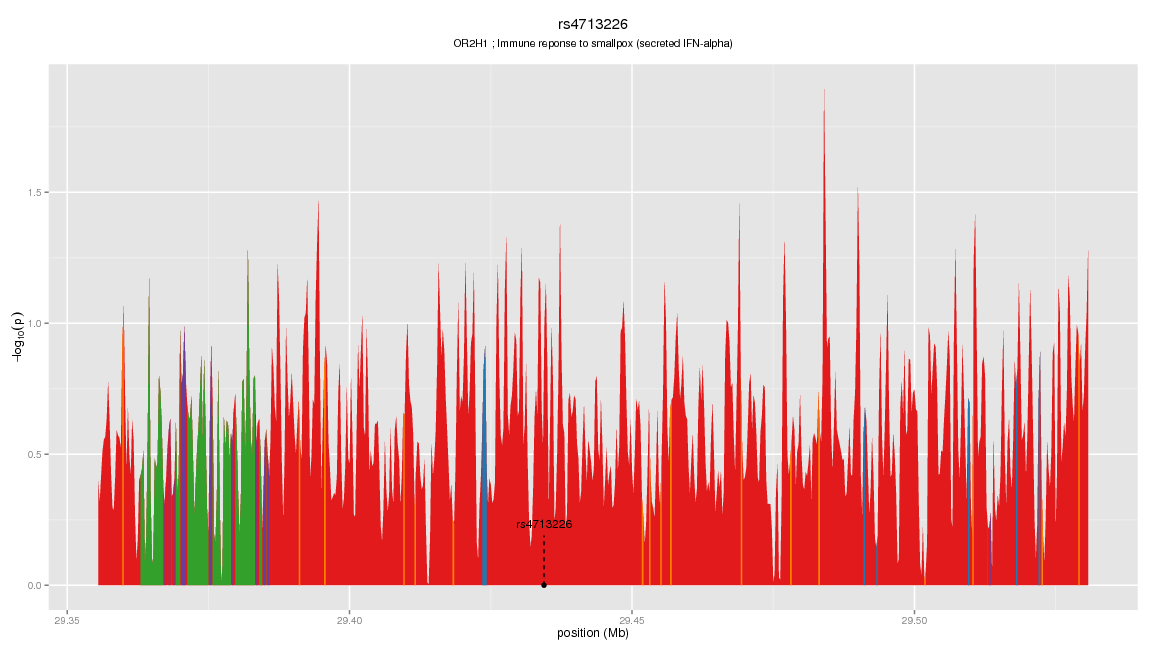 rs4713226
OR2H1 ; Immune reponse to smallpox (secreted IFN-alpha)
-log10(p)
1.5
1.0
0.5
0.0
rs4713226
29.35
29.40
29.45
29.50
position (Mb)